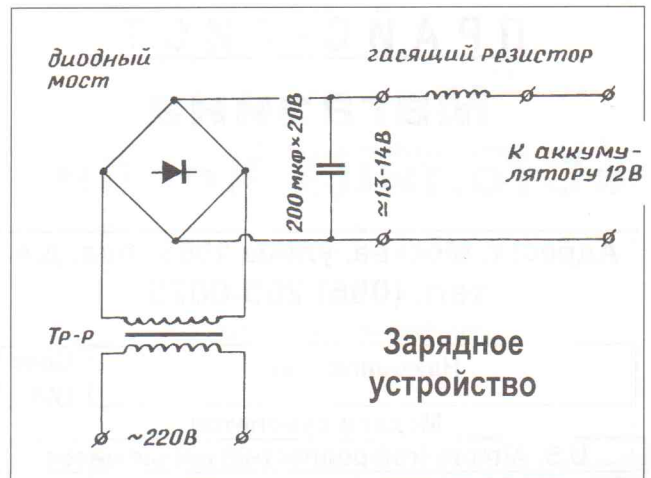 диодный
мост
гасящий резистор
200 мкф × 20В
≈13-14В
К аккуму-
лятору 12В
Тр-р
~220В
Зарядное
устройство